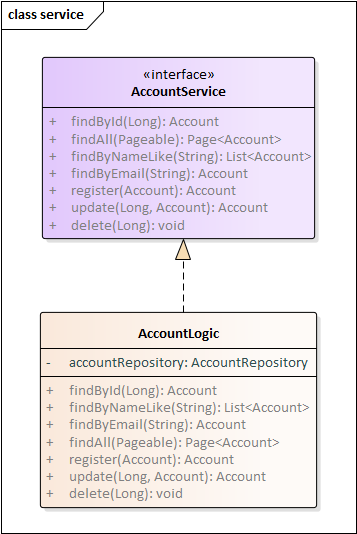 class service
«interface»
AccountService
+ findById(Long): Account
+ findAll(Pageable): Page<Account>
+ findByNameLike(String): List<Account>
+ findByEmail(String): Account
+ register(Account): Account
+ update(Long, Account): Account
+ delete(Long): void
AccountLogic
- accountRepository: AccountRepository
+ findById(Long): Account
+ findByNameLike(String): List<Account>
+ findByEmail(String): Account
+ findAll(Pageable): Page<Account>
+ register(Account): Account
+ update(Long, Account): Account
+ delete(Long): void